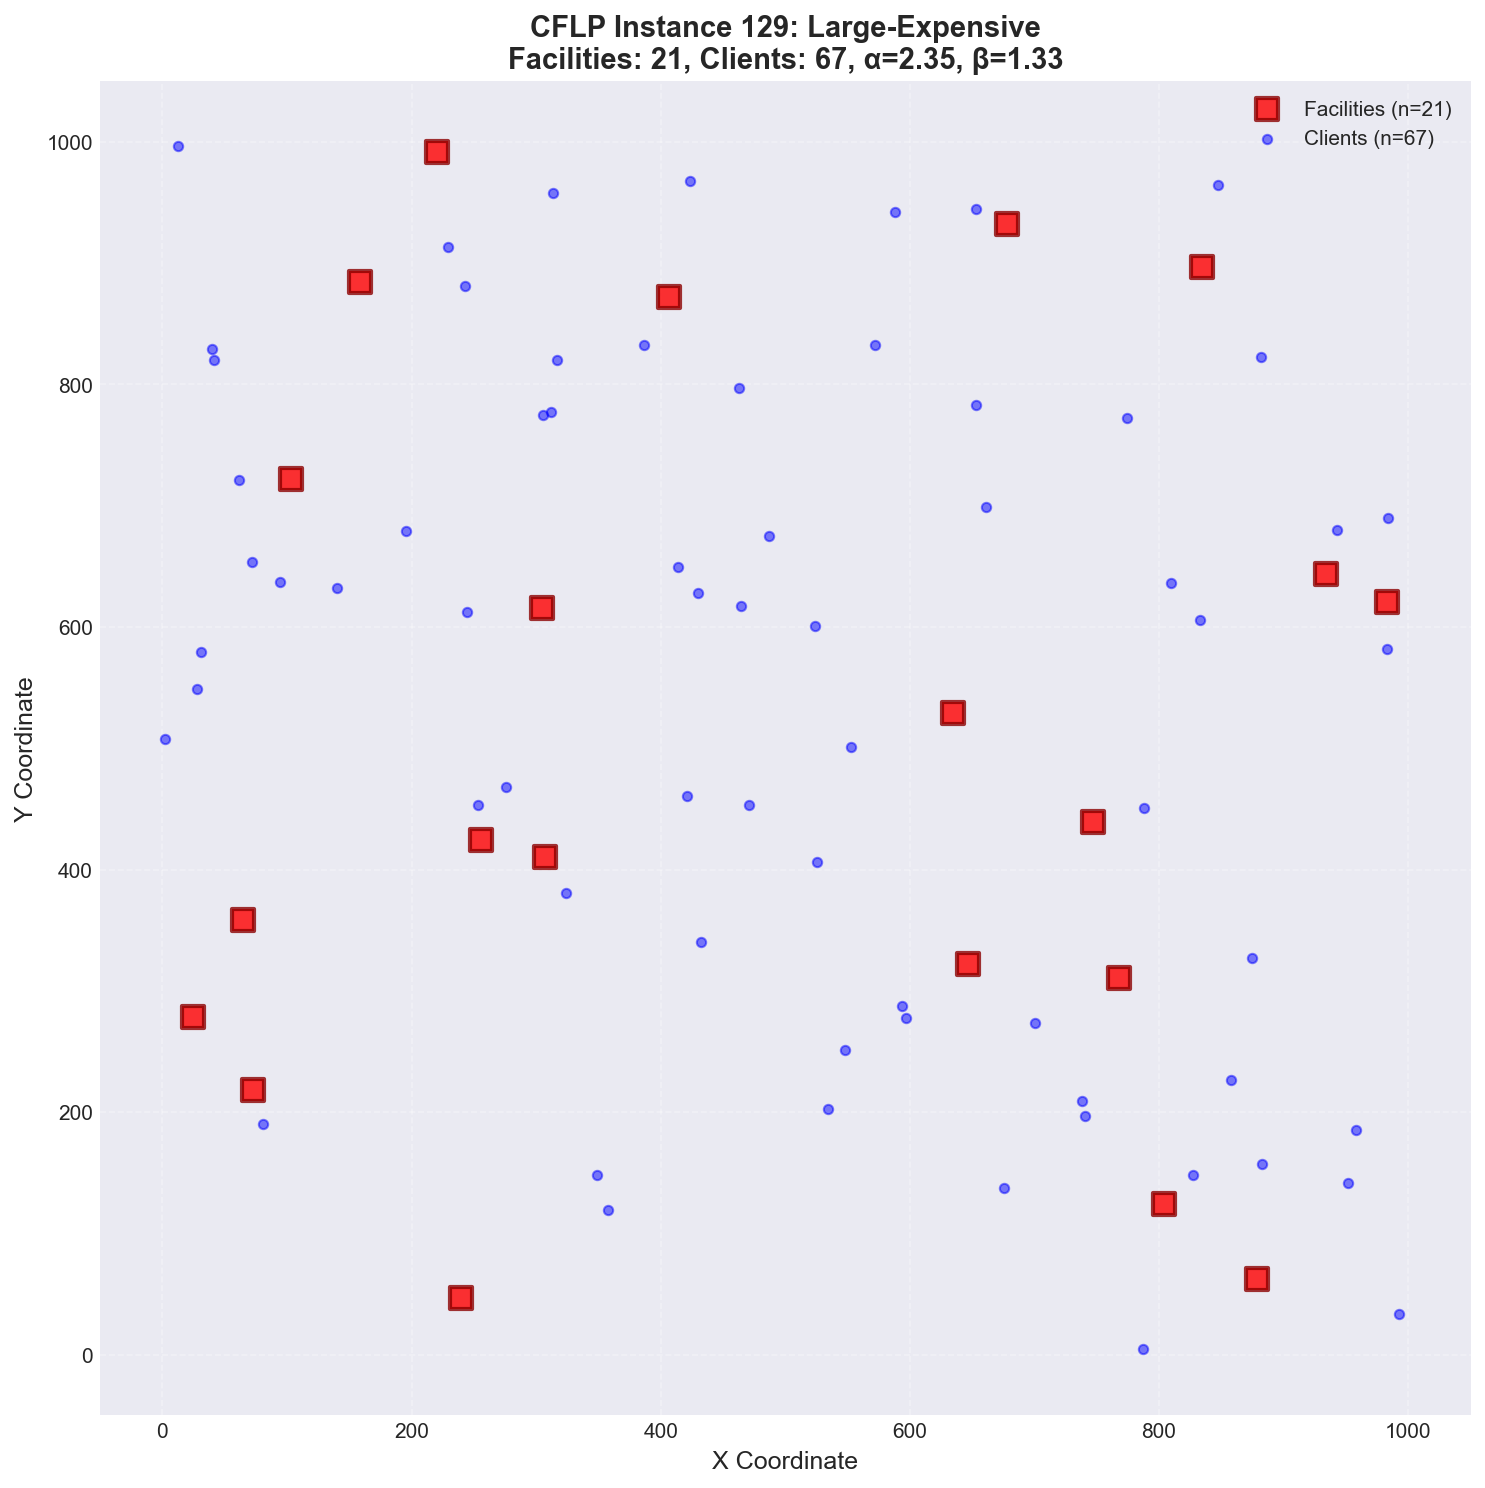 CFLP Instance 129: Large-Expensive
Facilities: 21, Clients: 67, α=2.35, β=1.33
Facilities (n=21)
Clients (n=67)
1000
800
600
400
200
0
Y Coordinate
0 200 400 600 800 1000
X Coordinate